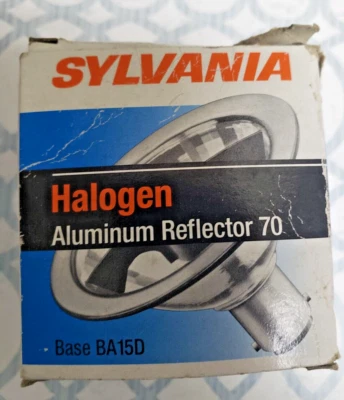 SYLVANIA
Halogen
Aluminum Reflector 70
Base BA15D